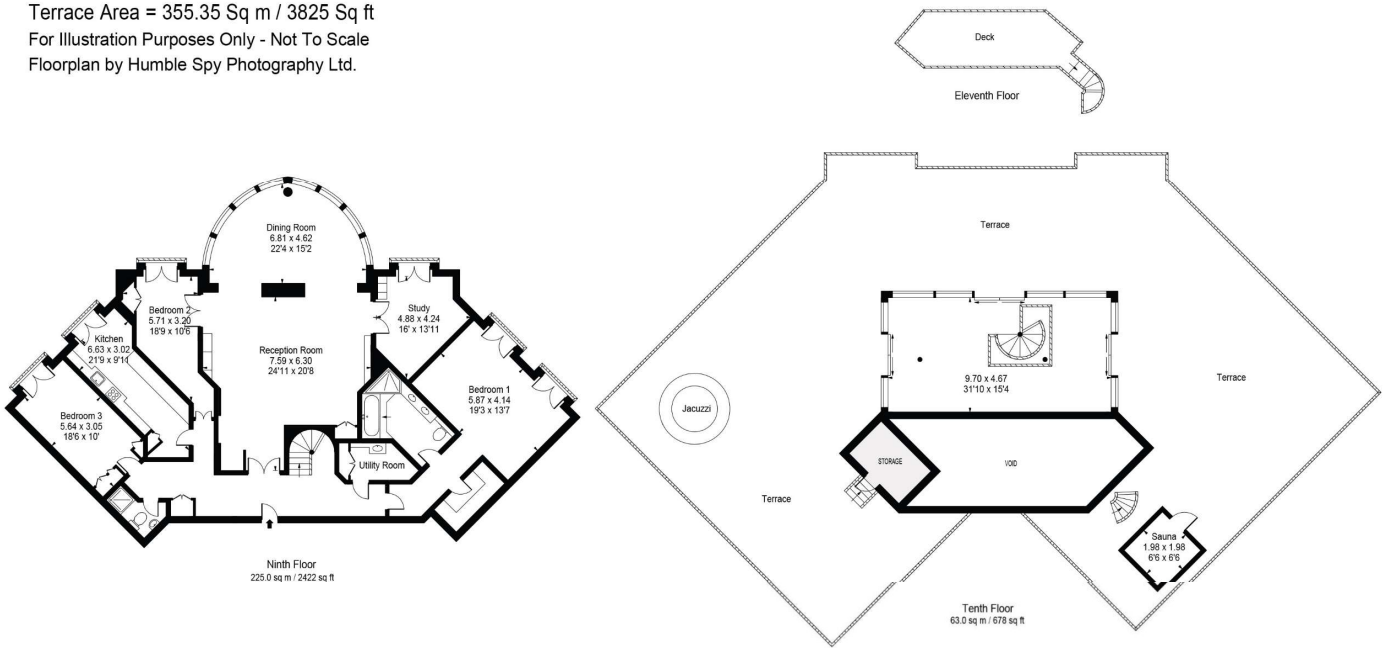 Terrace Area = 355.35 Sq m / 3825 Sq ft
For Illustration Purposes Only - Not To Scale
Floorplan by Humble Spy Photography Ltd.
Deck
Eleventh Floor
Dining Room
6.81 x 4.62
22'4 x 15'2
Bedroom 2
5.71 x 3.20
18'9 x 10'6
Study
4.88 x 4.24
16' x 13'11
Kitchen
6.63 x 3.02
21'9 x 9'11
Reception Room
7.59 x 6.30
24'11 x 20'8
Bedroom 1
5.87 x 4.14
19'3 x 13'7
Bedroom 3
5.64 x 3.05
18'6 x 10'
Utility Room
Ninth Floor
225.0 sq m / 2422 sq ft
Terrace
9.70 x 4.67
31'10 x 15'4
Terrace
Jacuzzi
STORAGE
VOID
Terrace
Sauna
1.98 x 1.98
6'6 x 6'6
Tenth Floor
63.0 sq m / 678 sq ft